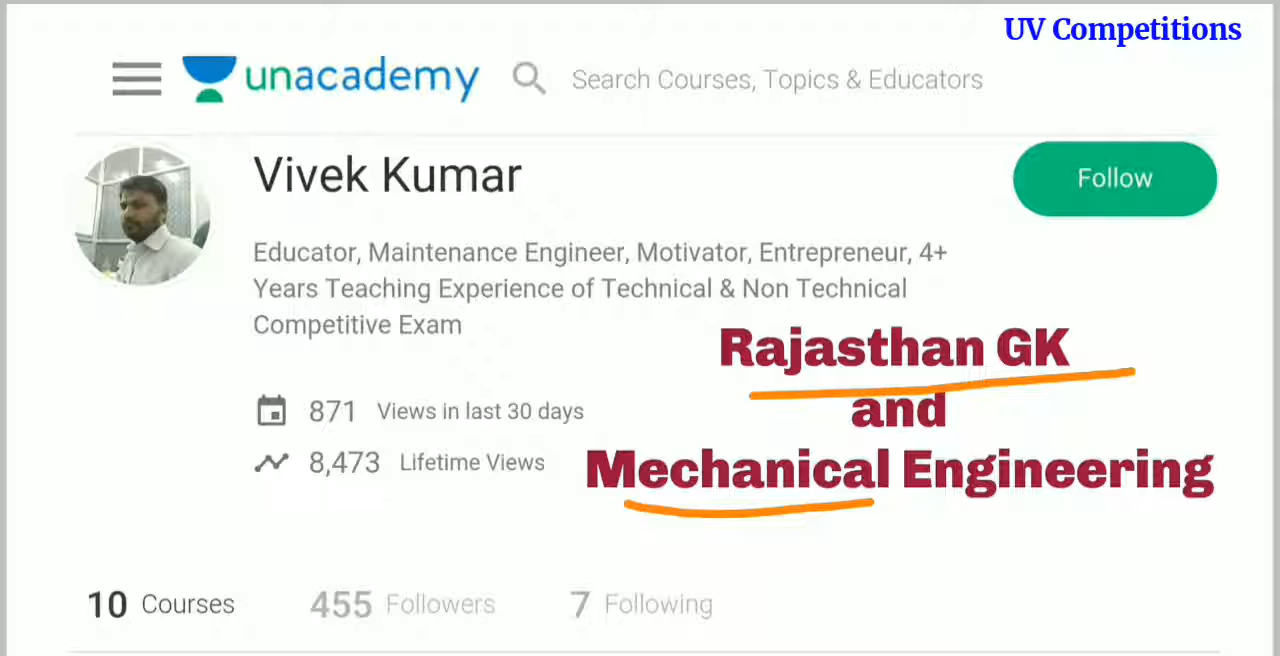 UV Competitions
unacademy
Search Courses, Topics & Educators
Vivek Kumar
Follow
Educator, Maintenance Engineer, Motivator, Entrepreneur, 4+
Years Teaching Experience of Technical & Non Technical
Competitive Exam
Rajasthan GK
and
Mechanical Engineering
871 Views in last 30 days
8,473 Lifetime Views
10 Courses
455 Followers
7 Following